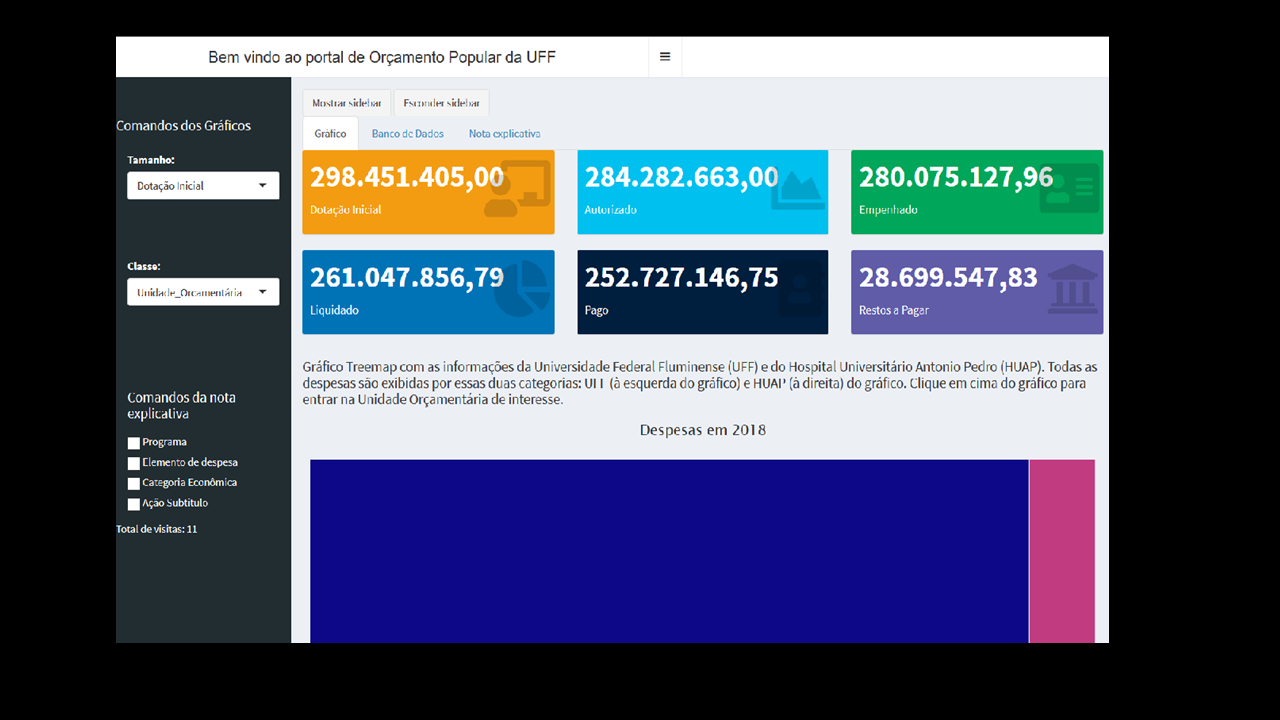 Bem vindo ao portal de Orçamento Popular da UFF
Mostrar sidebar
Esconder sidebar
Comandos dos Gráficos
Gráfico
Banco de Dados
Nota explicativa
Tamanho:
Dotação Inicial
298.451.405,00
Dotação Inicial
284.282.663,00
Autorizado
280.075.127,96
Empenhado
Classe:
Unidade_Orçamentária
261.047.856,79
Liquidado
252.727.146,75
Pago
28.699.547,83
Restos a Pagar
Gráfico Treemap com as informações da Universidade Federal Fluminense (UFF) e do Hospital Universitário Antonio Pedro (HUAP). Todas as
despesas são exibidas por essas duas categorias: UFF (à esquerda do gráfico) e HUAP (à direita) do gráfico. Clique em cima do gráfico para
entrar na Unidade Orçamentária de interesse.
Comandos da nota
explicativa
Programa
Elemento de despesa
Categoria Econômica
Ação Subtitulo
Total de visitas: 11
Despesas em 2018